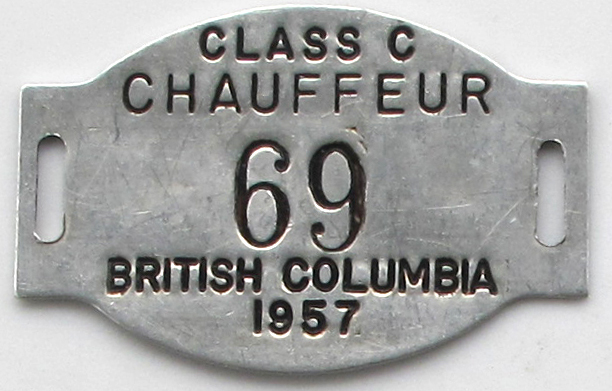 CLASS C
CHAUFFEUR
69
BRITISH COLUMBIA
1957